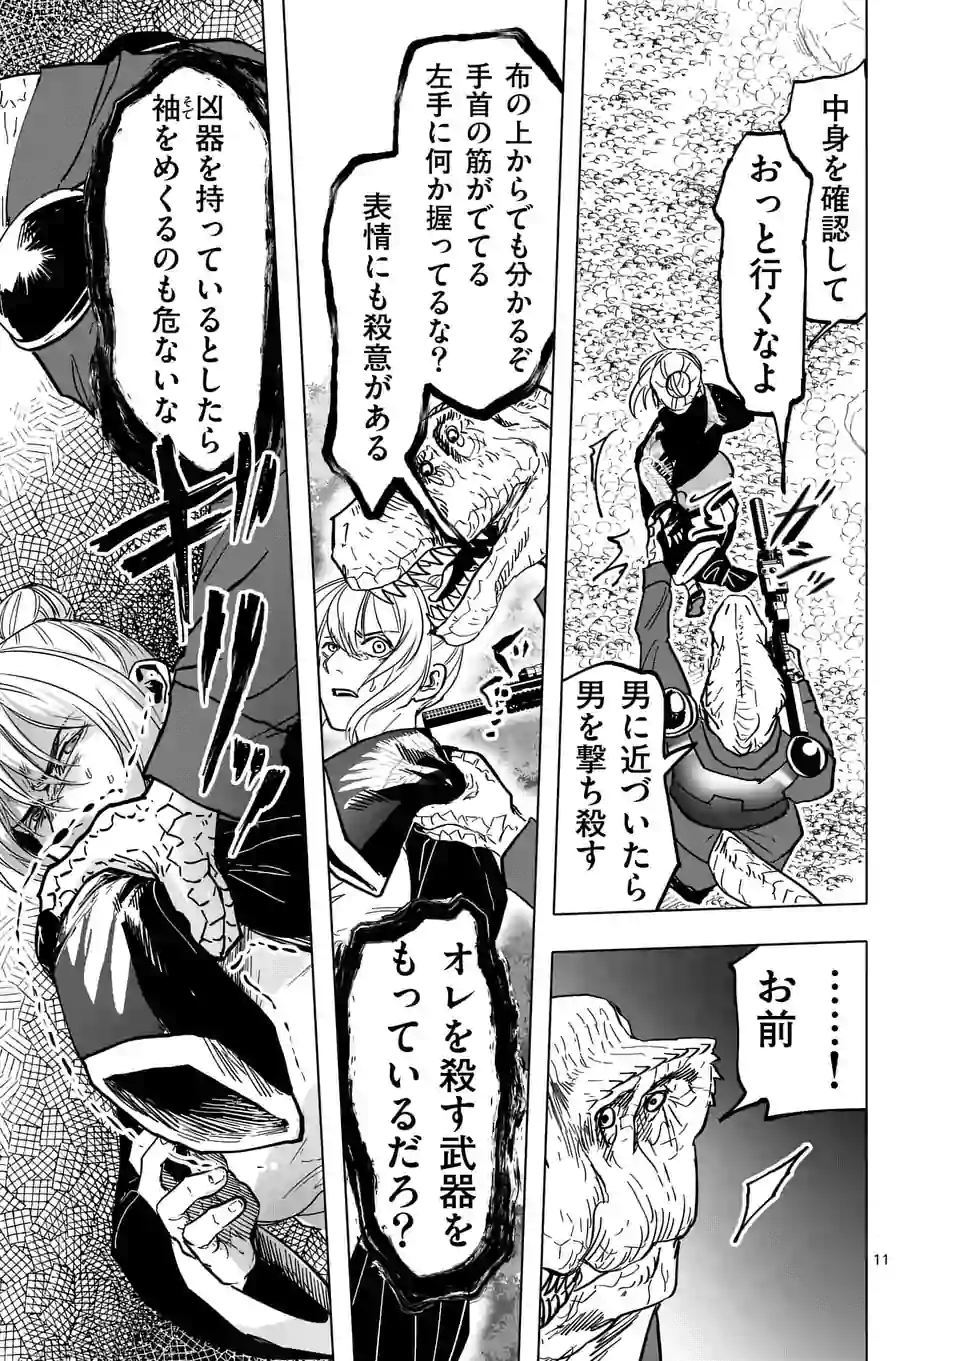 中身を確認して
おっと行くなよ
男に近づいたら
男を撃ち殺す
………！
お前
布の上からでも分かるぞ
手首の筋がでてる
左手に何か握ってるな？
表情にも殺意がある
オレを殺す武器を
もっているだろ？
凶器を持っているとしたら
袖をめくるのも危ないな
そで
11